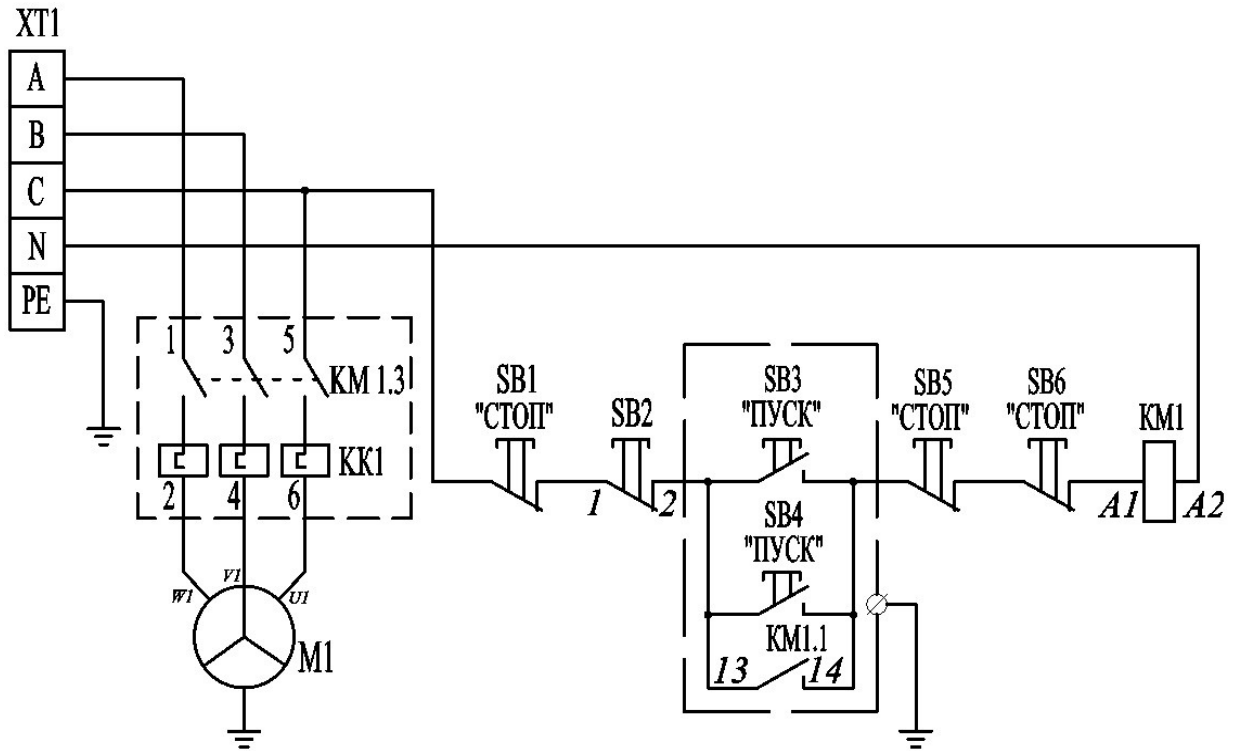 XT1
A
B
C
N
PE
1 3 5
KM 1.3
KK1
2 4 6
W1 V1 U1
M1
SB1
"СТОП"
SB2
1 2
SB3
"ПУСК"
SB4
"ПУСК"
KM1.1
13 14
SB5
"СТОП"
SB6
"СТОП"
KM1
A1 A2